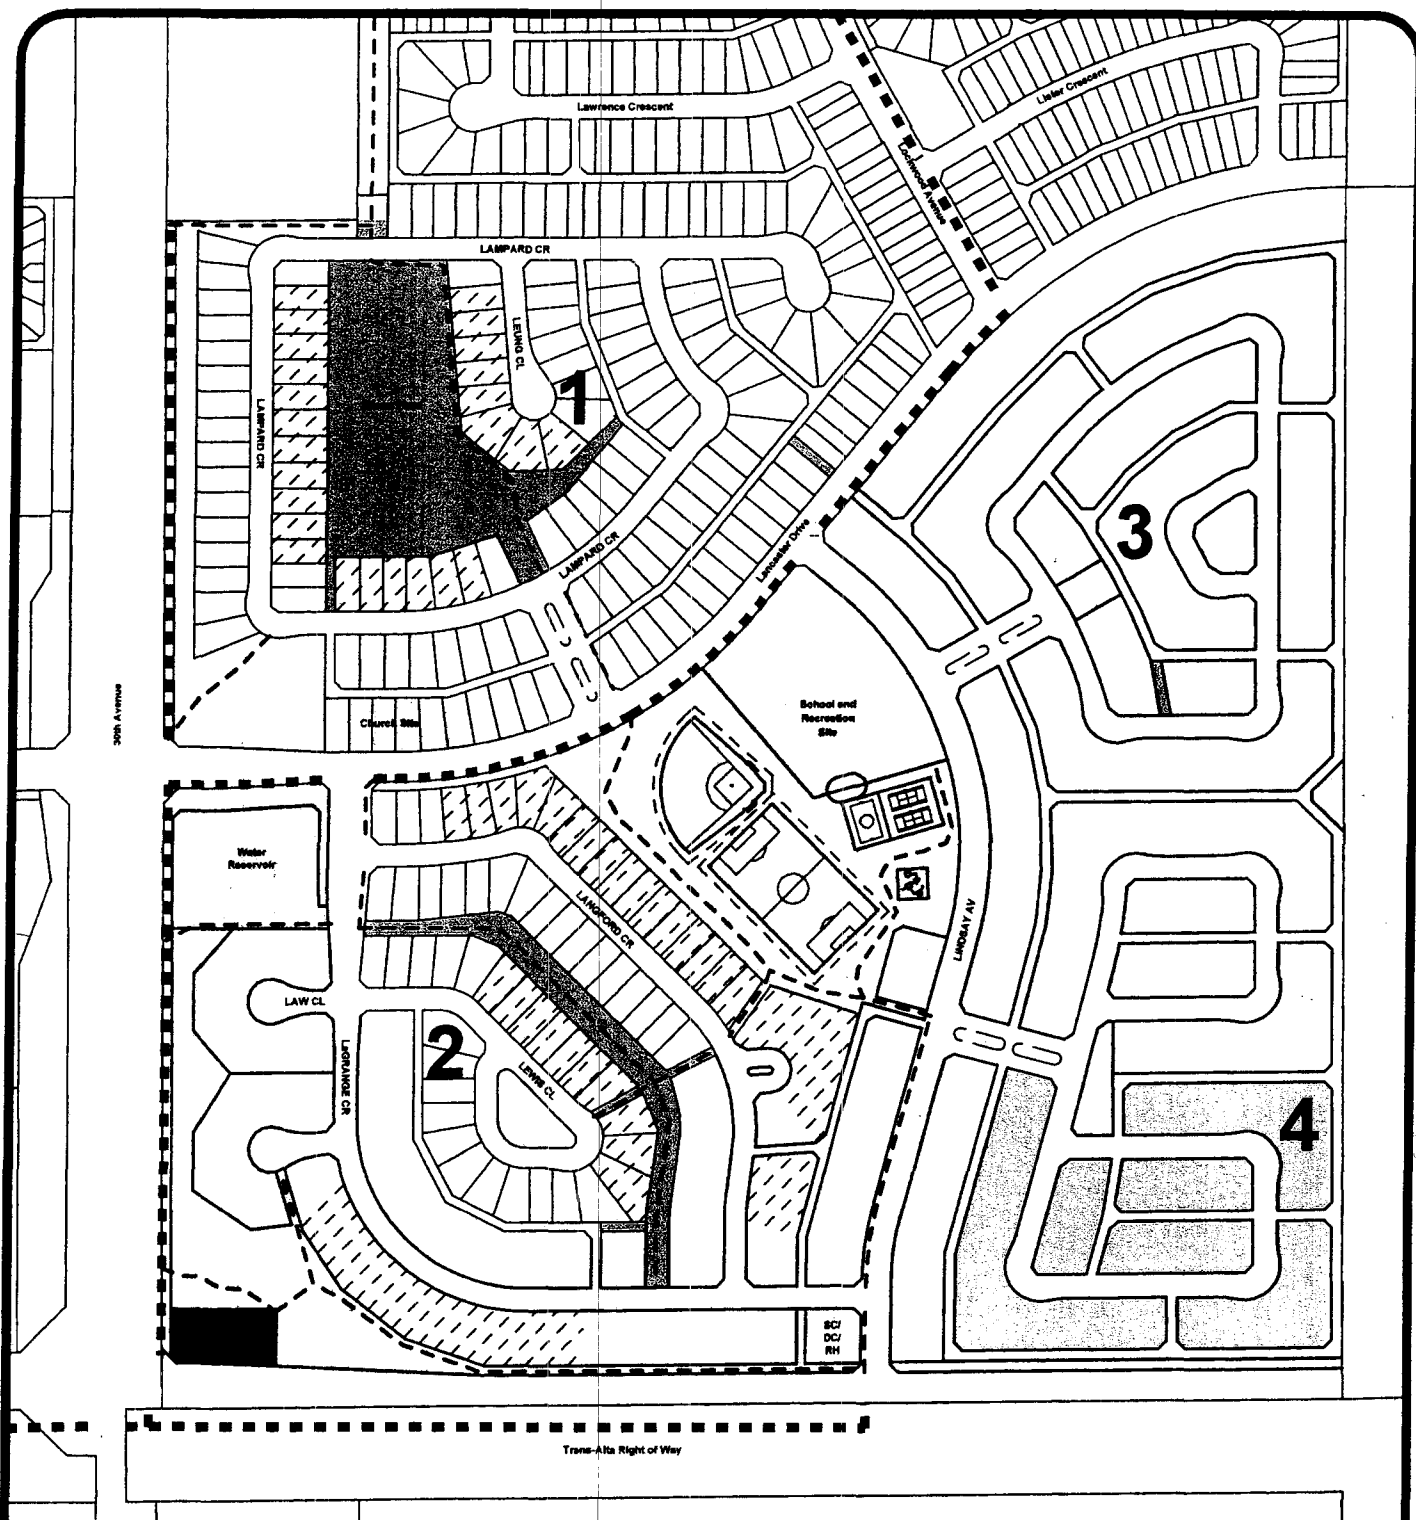 Lawrence Crescent
Lister Crescent
Lockwood Avenue
LAMPARD CR
LEUNG CL
1
LAMPARD CR
3
LAMPARD CR
Lancaster Drive
30th Avenue
School and
Recreation
Site
Church Site
Water
Reservoir
LANGFORD CR
LINDSAY AV
LAW CL
2
LaGRANGE CR
LEWIS CL
4
SC/
DC/
RH
Trans-Alta Right of Way